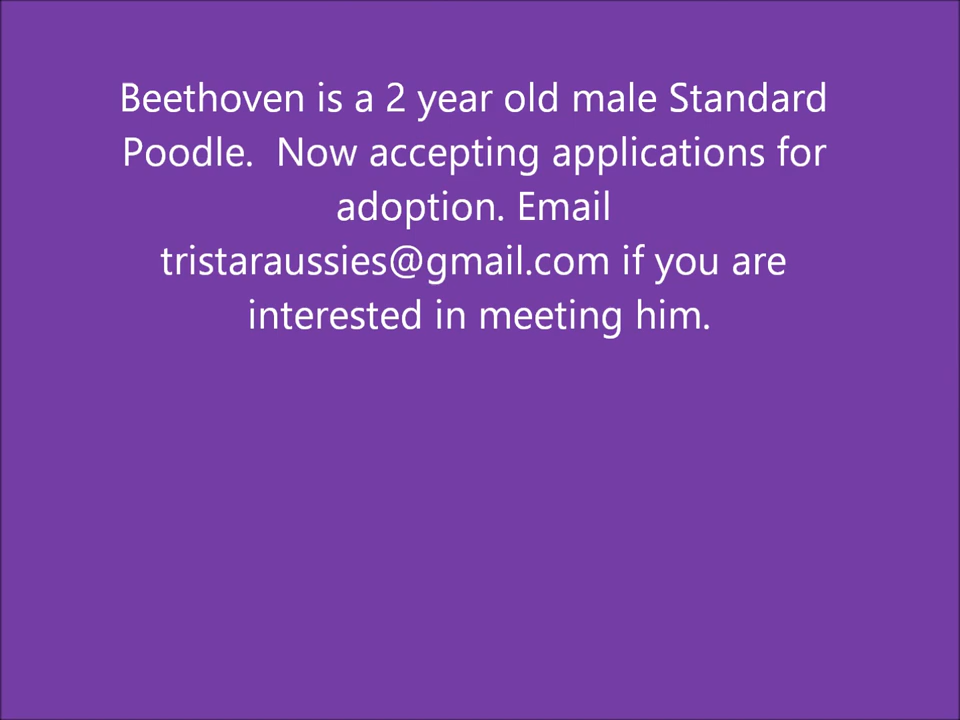 Beethoven is a 2 year old male Standard
Poodle.  Now accepting applications for
adoption. Email
tristaraussies@gmail.com if you are
interested in meeting him.